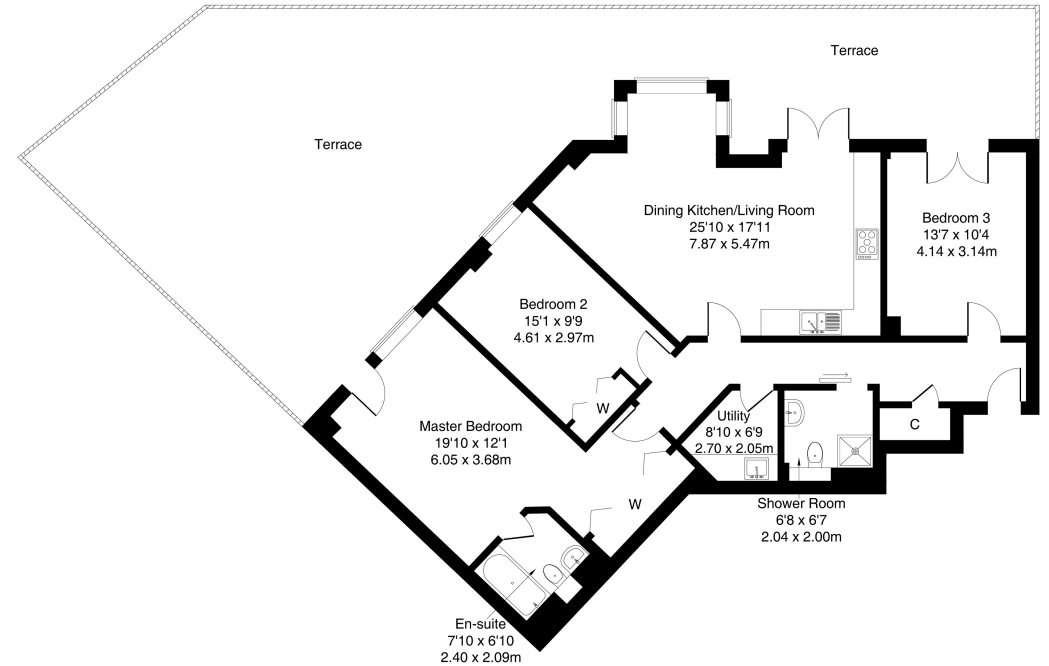 Terrace
Terrace
Dining Kitchen/Living Room
25'10 x 17'11
7.87 x 5.47m
Bedroom 3
13'7 x 10'4
4.14 x 3.14m
Bedroom 2
15'1 x 9'9
4.61 x 2.97m
W
Master Bedroom
19'10 x 12'1
6.05 x 3.68m
Utility
8'10 x 6'9
2.70 x 2.05m
C
W
Shower Room
6'8 x 6'7
2.04 x 2.00m
En-suite
7'10 x 6'10
2.40 x 2.09m